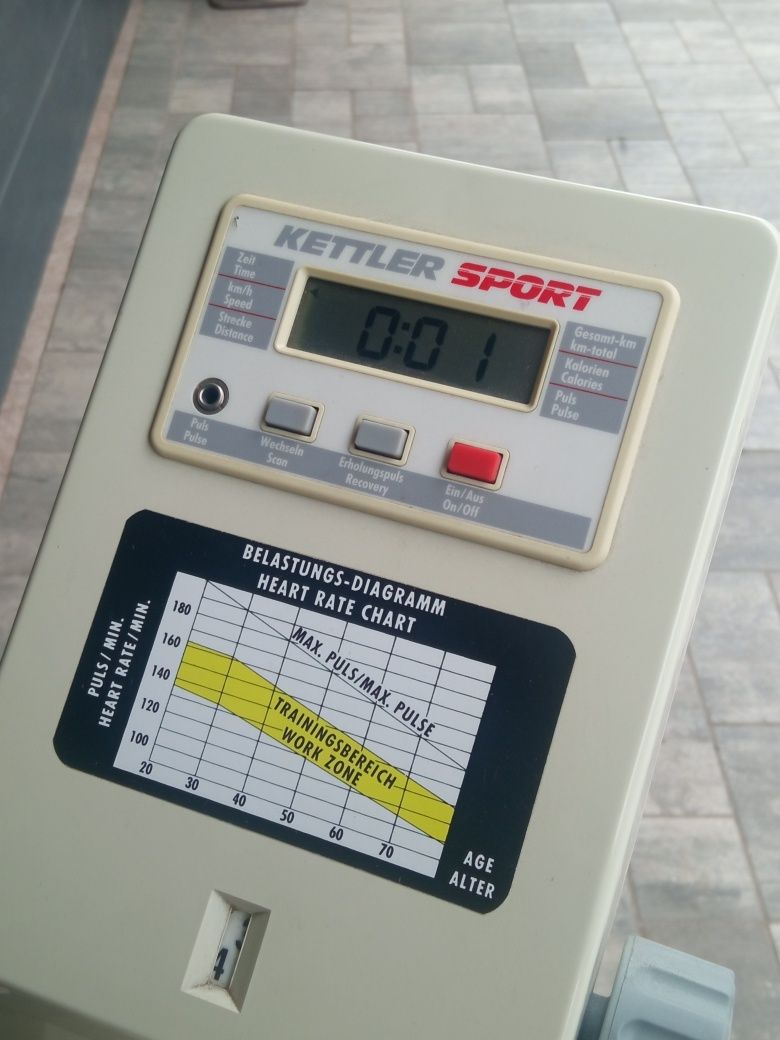 KETTLER SPORT
Zeit
Time
km/h
Speed
Strecke
Distance
0:01
Gesamt-km
km-total
Kalorien
Calories
Puls
Pulse
Puls
Pulse
Wechseln
Scan
Erholungspuls
Recovery
Ein/Aus
On/Off
BELASTUNGS-DIAGRAMM
HEART RATE CHART
PULS/MIN.
HEART RATE/MIN.
180
160
140
120
100
MAX. PULS/MAX. PULSE
TRAININGSBEREICH
WORK ZONE
20 30 40 50 60 70
AGE
ALTER
4